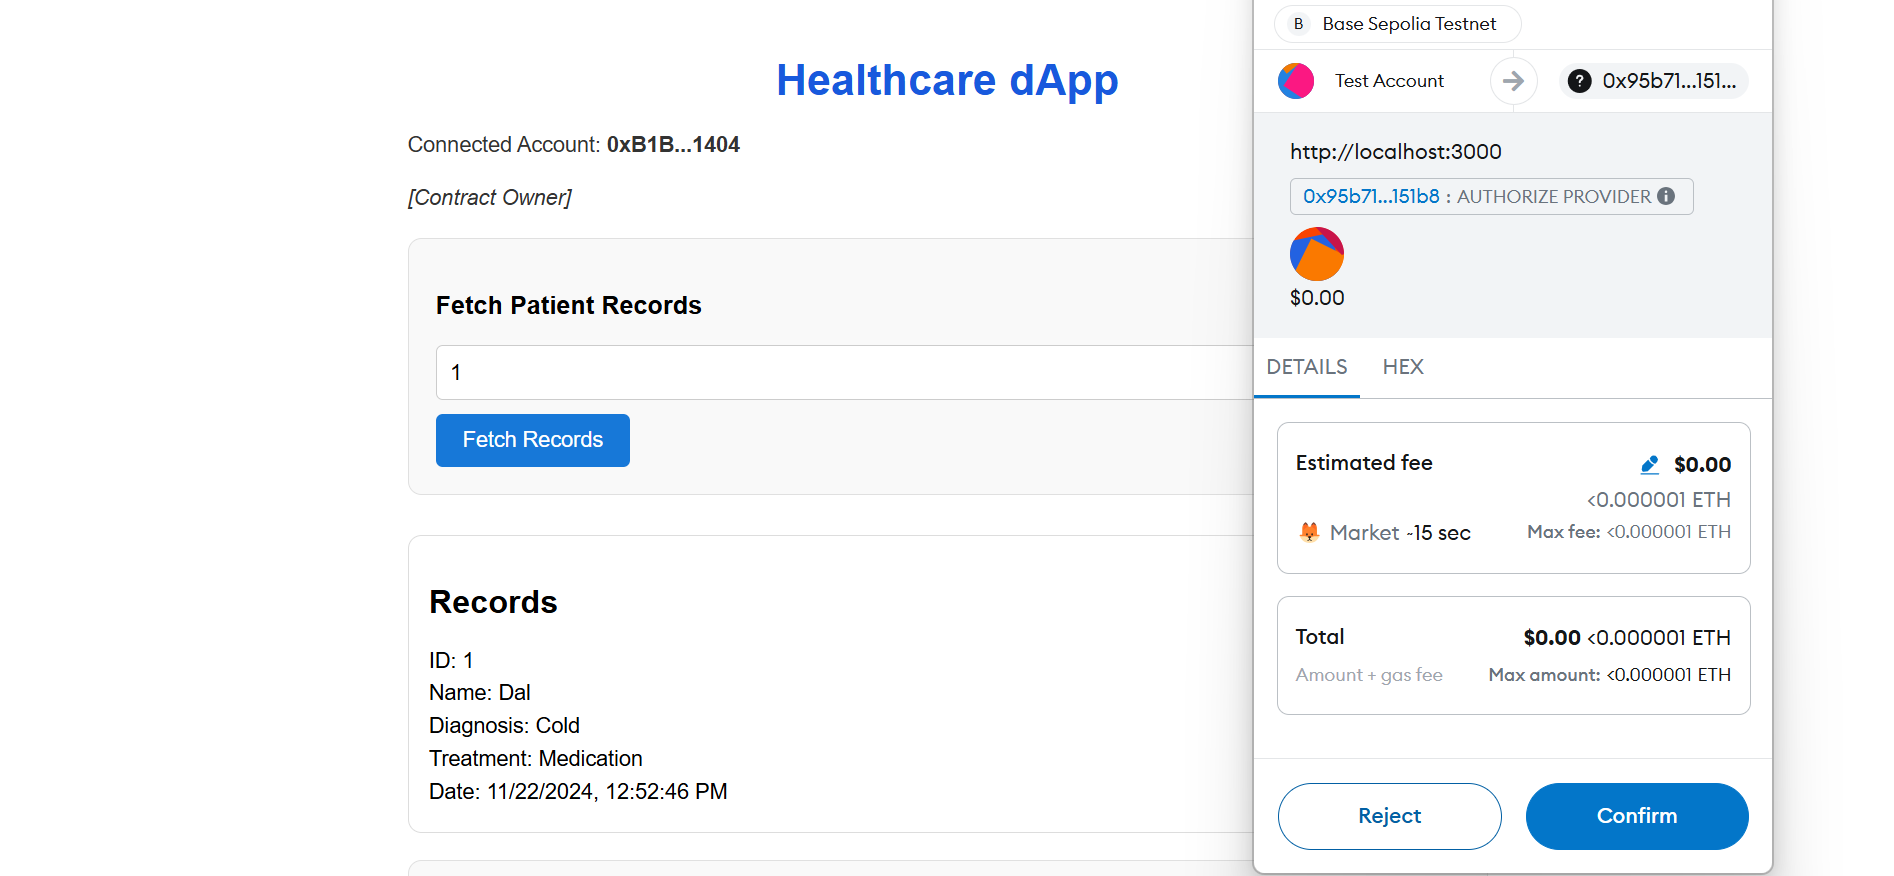 Healthcare dApp
Connected Account: 0xB1B...1404
[Contract Owner]
Fetch Patient Records
1
Fetch Records
Records
ID: 1
Name: Dal
Diagnosis: Cold
Treatment: Medication
Date: 11/22/2024, 12:52:46 PM
B Base Sepolia Testnet
Test Account
? 0x95b71...151...
http://localhost:3000
0x95b71...151b8 : AUTHORIZE PROVIDER i
$0.00
DETAILS HEX
Estimated fee $0.00
<0.000001 ETH
Market ~15 sec Max fee: <0.000001 ETH
Total $0.00 <0.000001 ETH
Amount + gas fee Max amount: <0.000001 ETH
Reject Confirm